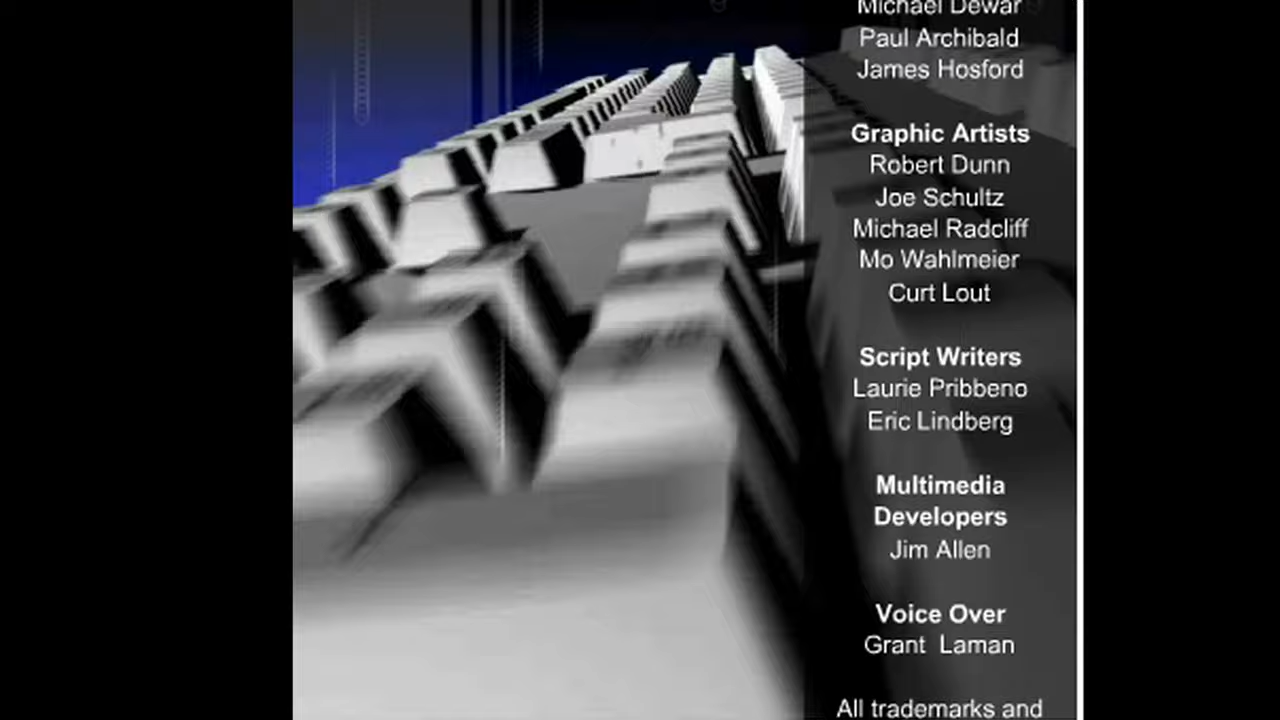 Michael Dewar
Paul Archibald
James Hosford
Graphic Artists
Robert Dunn
Joe Schultz
Michael Radcliff
Mo Wahlmeier
Curt Lout
Script Writers
Laurie Pribbeno
Eric Lindberg
Multimedia
Developers
Jim Allen
Voice Over
Grant Laman
All trademarks and